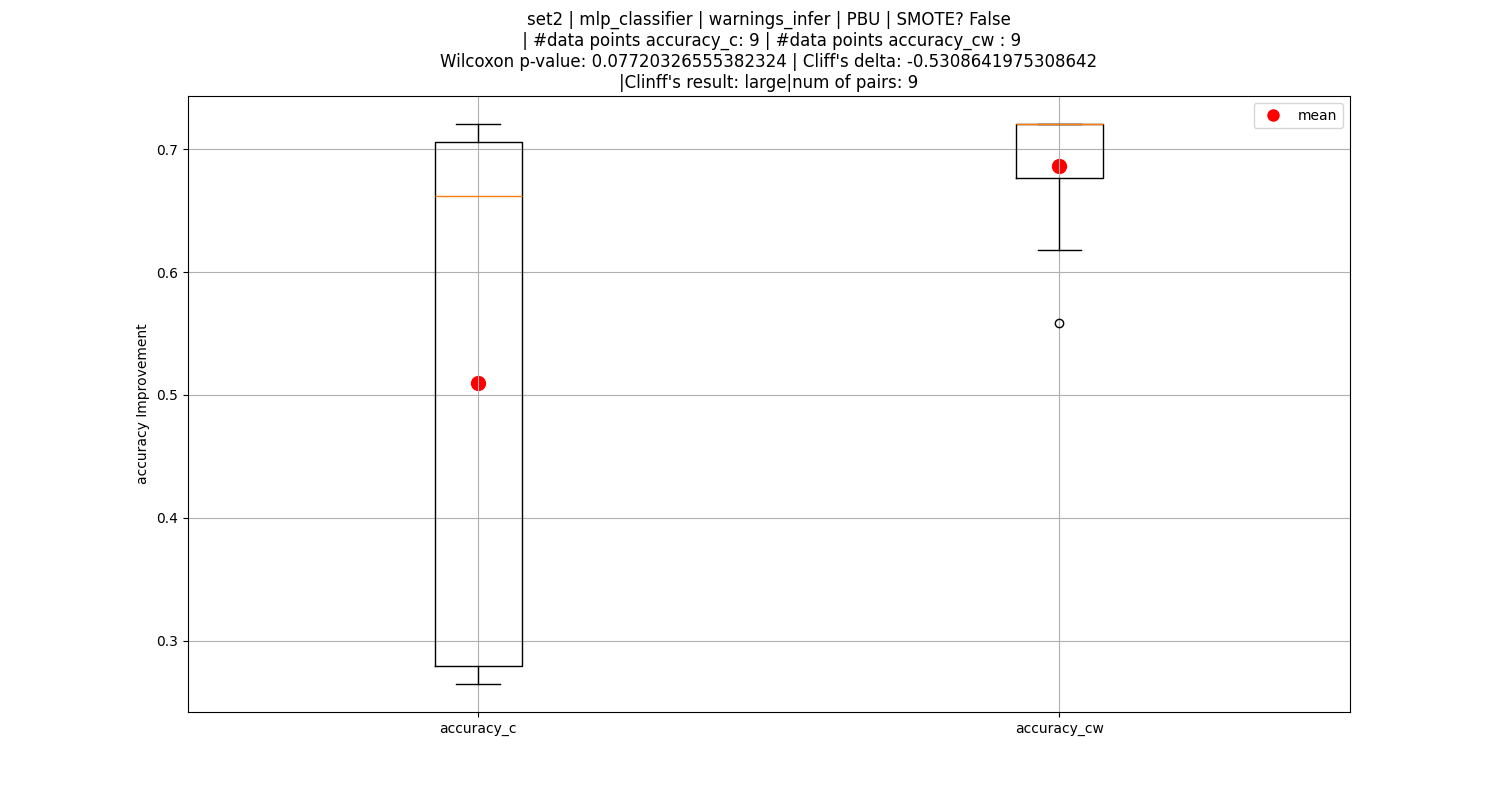 set2 | mlp_classifier | warnings_infer | PBU | SMOTE? False
| #data points accuracy_c: 9 | #data points accuracy_cw : 9
Wilcoxon p-value: 0.07720326555382324 | Cliff's delta: -0.5308641975308642
|Clinff's result: large|num of pairs: 9
mean
0.7
0.6
0.5
0.4
0.3
accuracy Improvement
accuracy_c
accuracy_cw